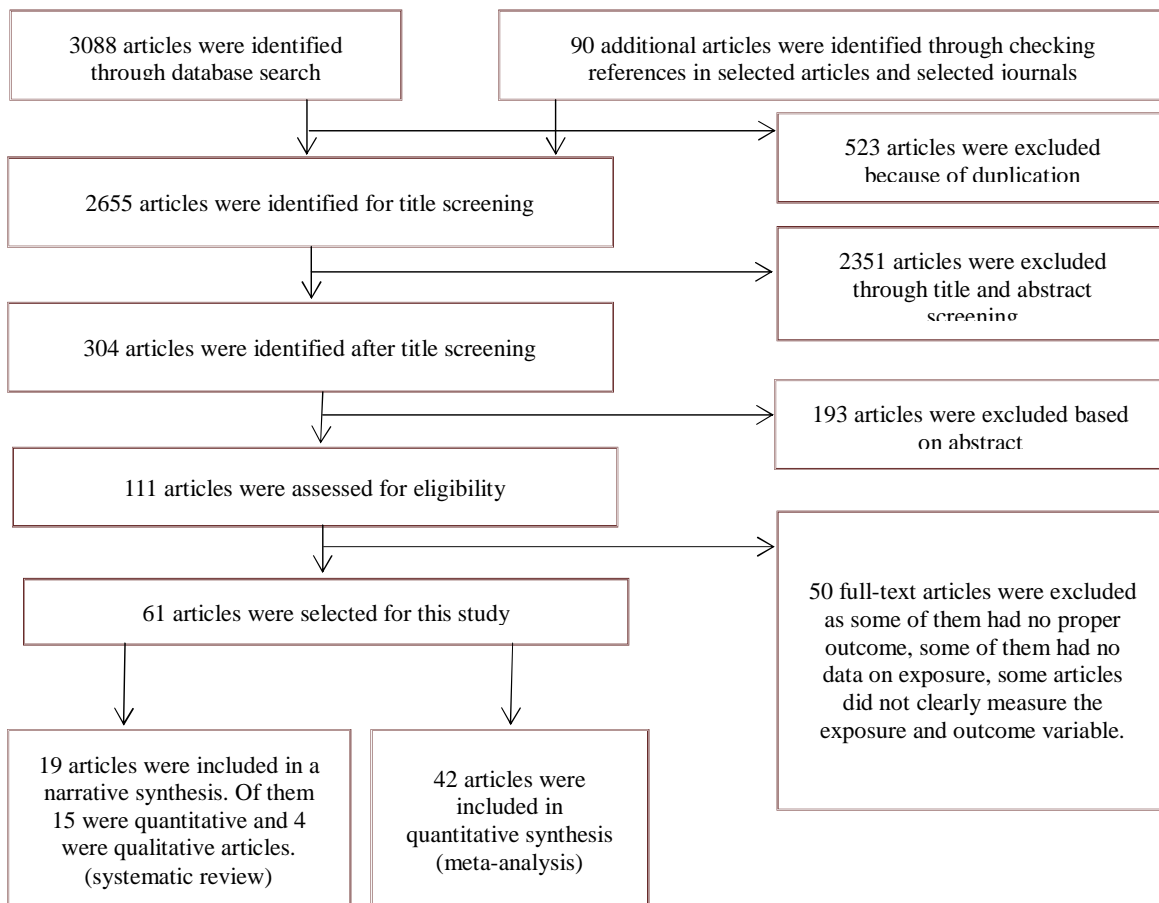 3088 articles were identified
through database search
90 additional articles were identified through checking
references in selected articles and selected journals
523 articles were excluded
because of duplication
2655 articles were identified for title screening
2351 articles were excluded
through title and abstract
screening
304 articles were identified after title screening
193 articles were excluded based
on abstract
111 articles were assessed for eligibility
50 full-text articles were excluded
as some of them had no proper
outcome, some of them had no
data on exposure, some articles
did not clearly measure the
exposure and outcome variable.
61 articles were selected for this study
19 articles were included in a
narrative synthesis. Of them
15 were quantitative and 4
were qualitative articles.
(systematic review)
42 articles were
included in
quantitative synthesis
(meta-analysis)